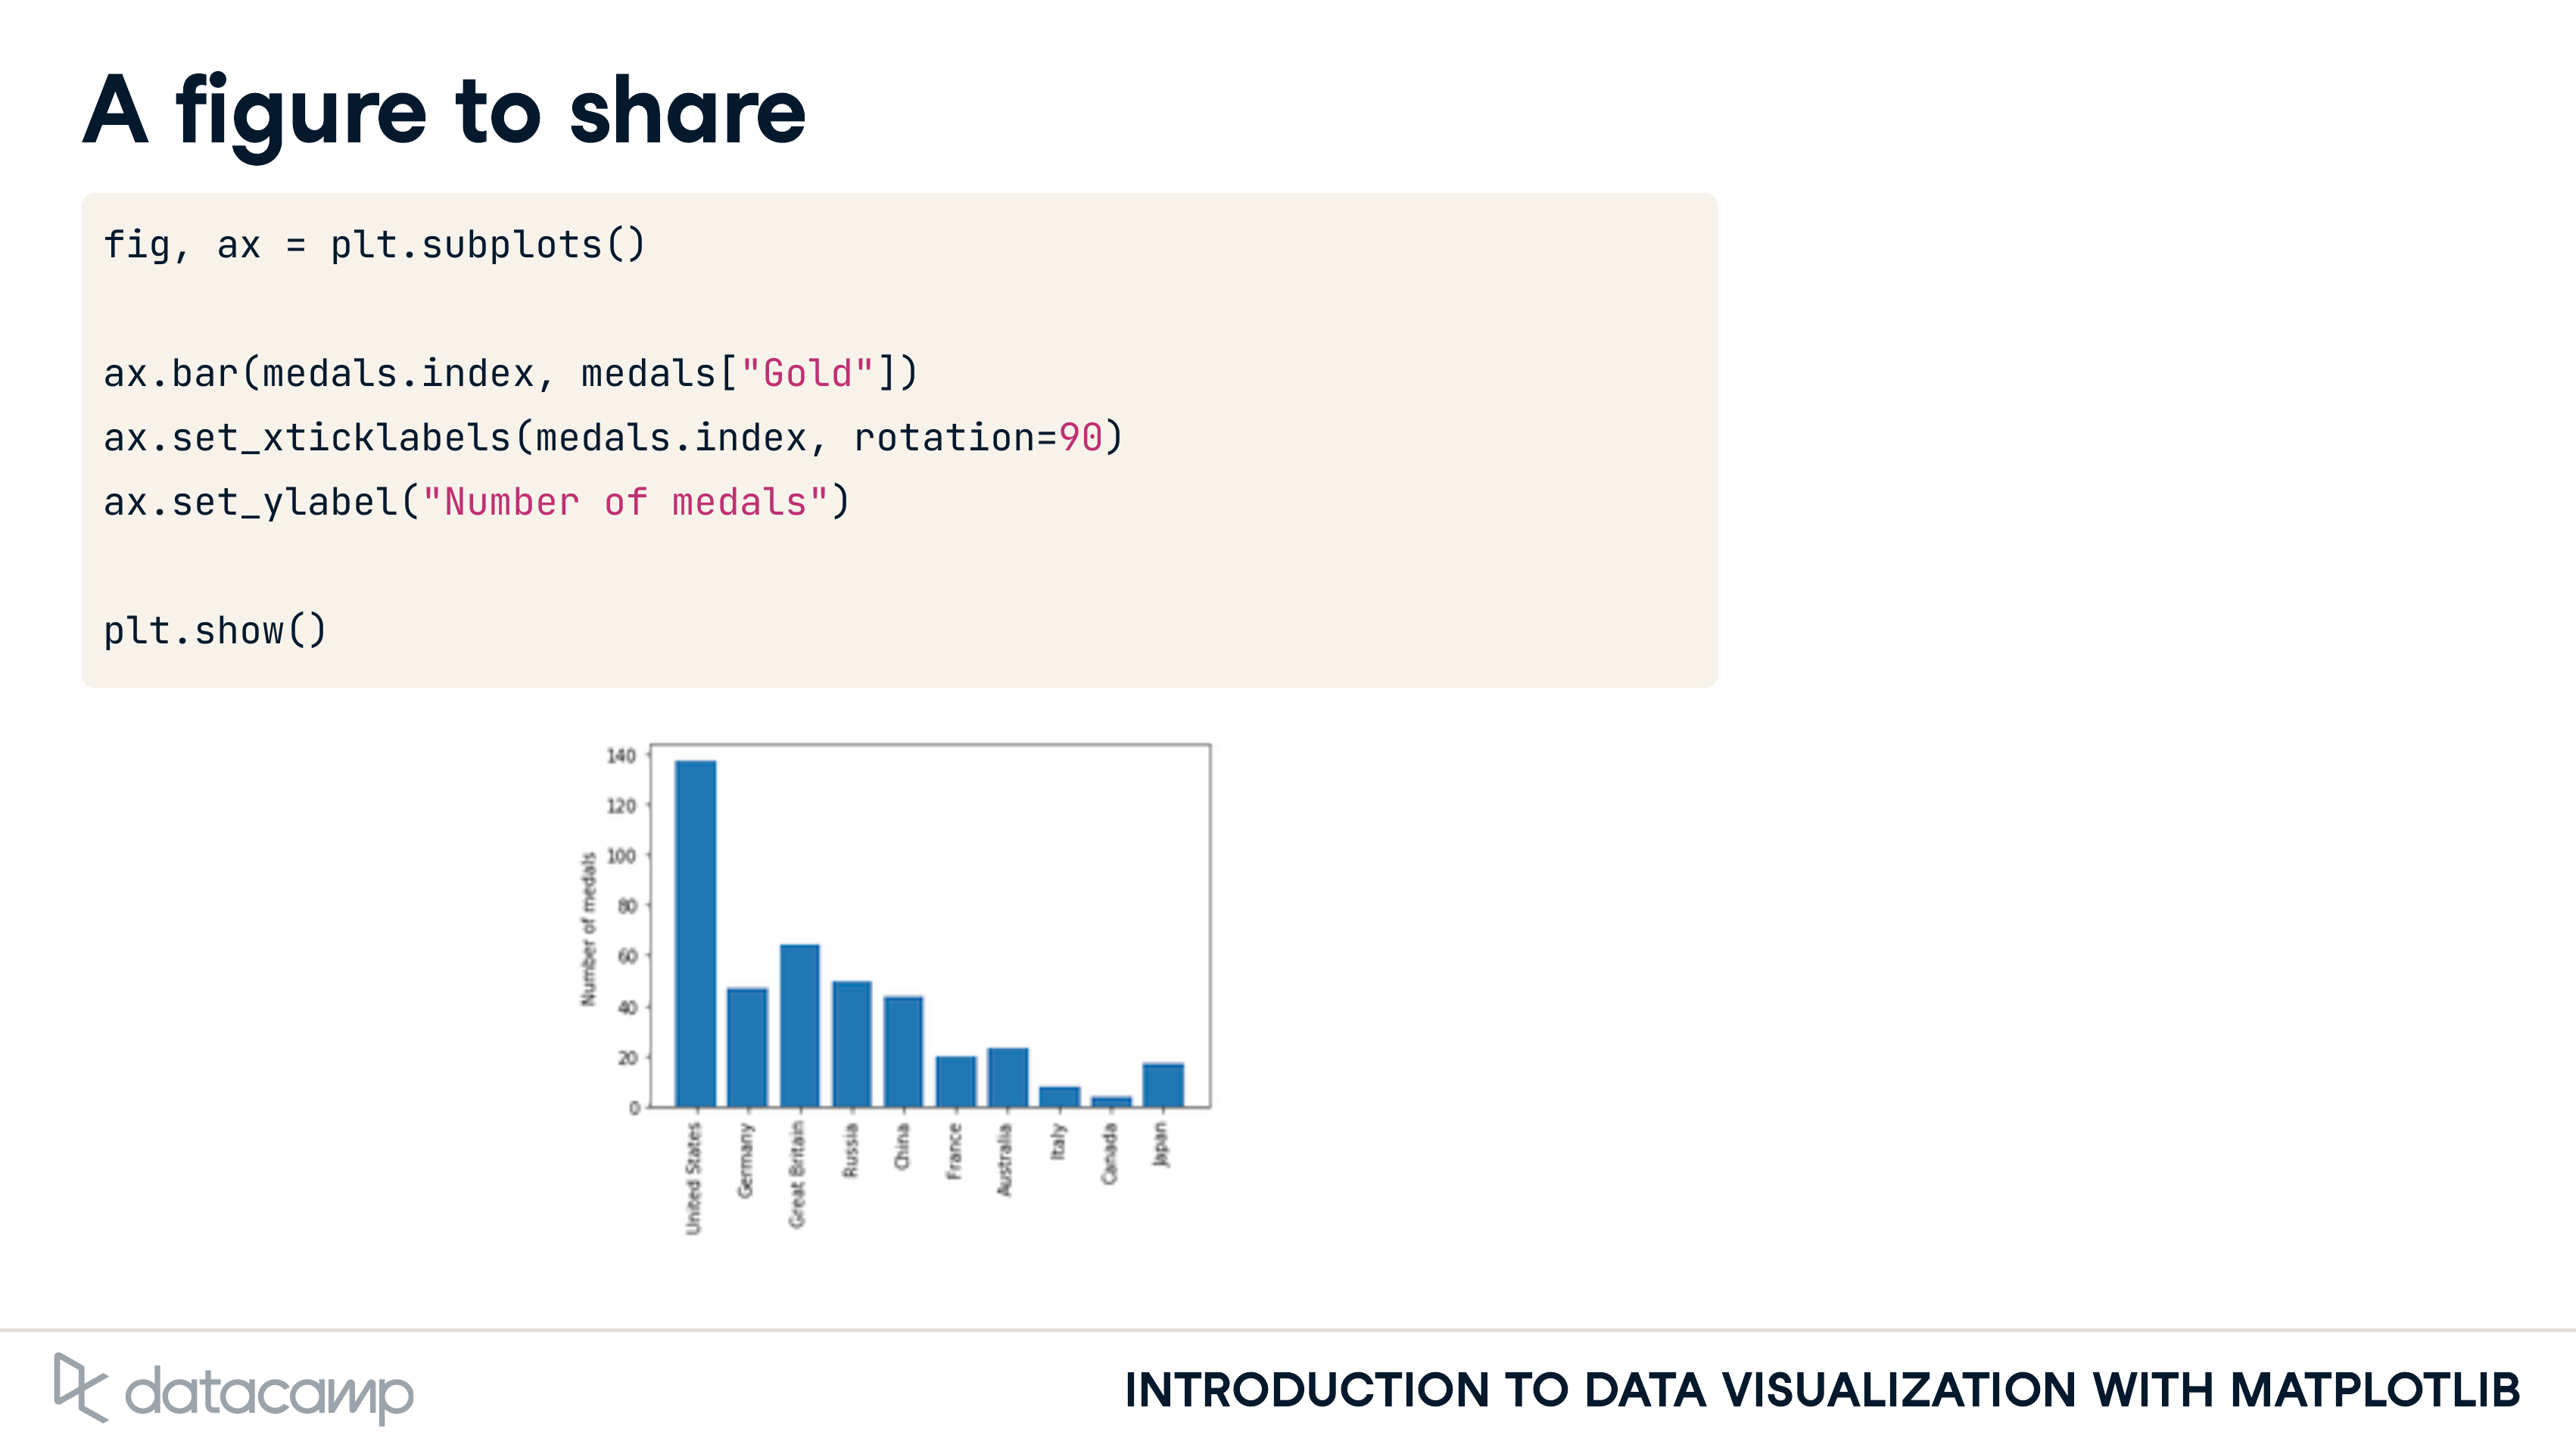 A figure to share
fig, ax = plt.subplots()
ax.bar(medals.index, medals["Gold"])
ax.set_xticklabels(medals.index, rotation=90)
ax.set_ylabel("Number of medals")
plt.show()
140
120
100
80
60
40
20
0
Number of medals
United States
Germany
Great Britain
Russia
China
France
Australia
Italy
Canada
Japan
datacamp
INTRODUCTION TO DATA VISUALIZATION WITH MATPLOTLIB